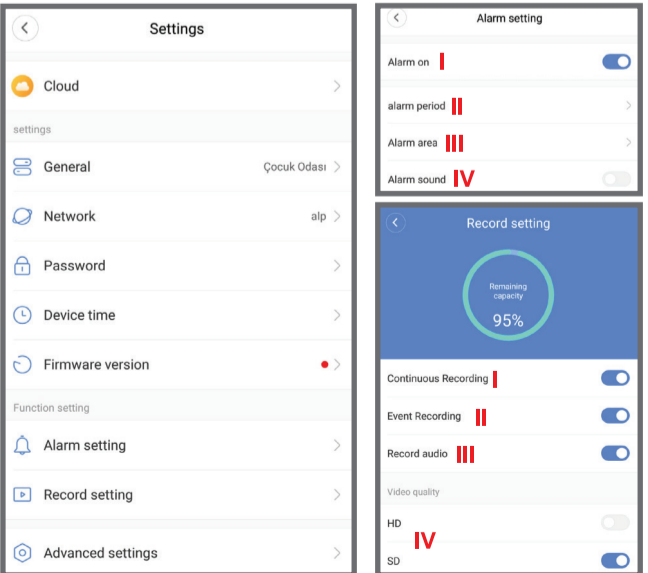 Settings
Cloud
settings
General Çocuk Odası
Network alp
Password
Device time
Firmware version
Function setting
Alarm setting
Record setting
Advanced settings
Alarm setting
Alarm on I
alarm period II
Alarm area III
Alarm sound IV
Record setting
Remaining
capacity
95%
Continuous Recording I
Event Recording II
Record audio III
Video quality
HD
IV
SD